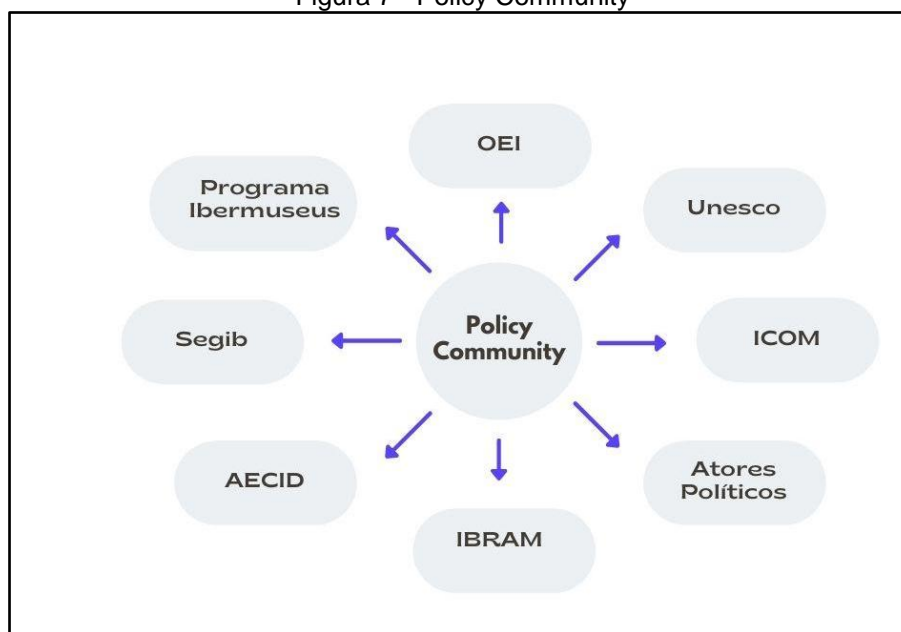 Figura 7 - Policy Community
OEI
Programa
Ibermuseus
Unesco
Policy
Community
Segib
ICOM
AECID
Atores
Políticos
IBRAM